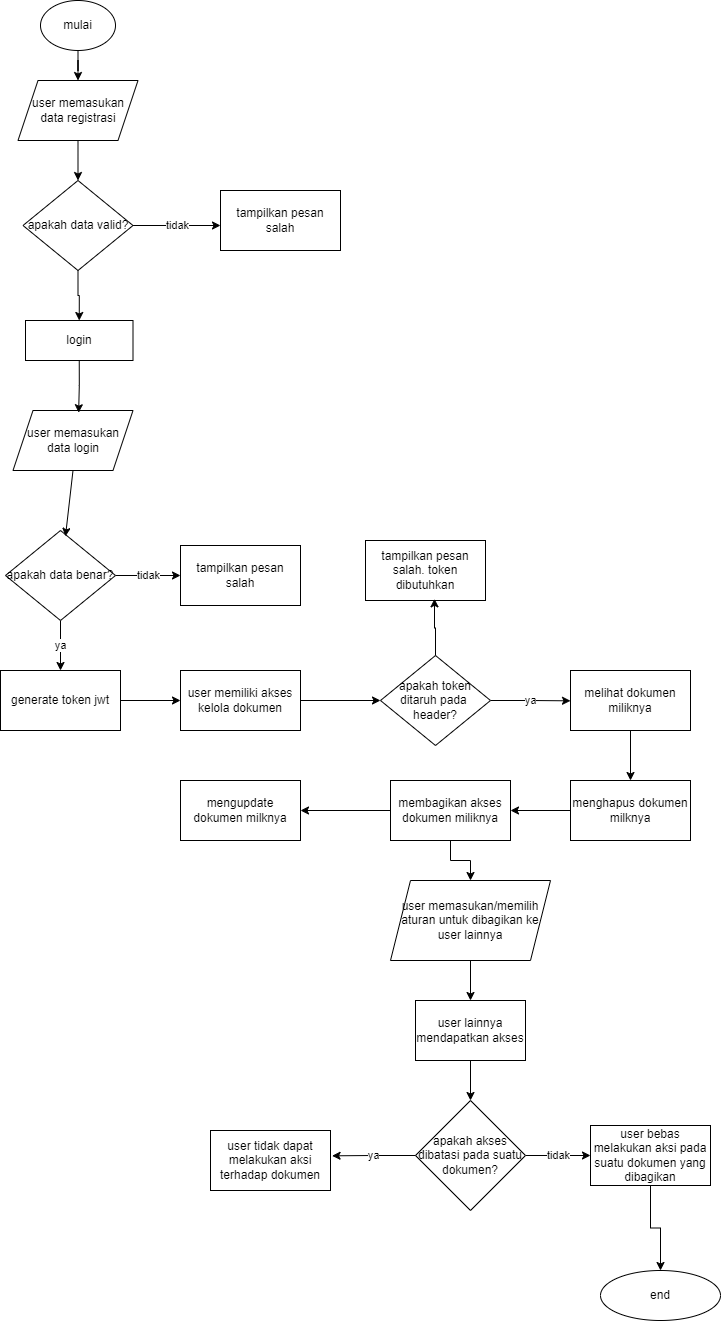 mulai
user memasukan
data registrasi
apakah data valid?
tidak
tampilkan pesan
salah
login
user memasukan
data login
apakah data benar?
tidak
tampilkan pesan
salah
tampilkan pesan
salah. token
dibutuhkan
ya
generate token jwt
user memiliki akses
kelola dokumen
apakah token
ditaruh pada
header?
ya
melihat dokumen
miliknya
mengupdate
dokumen milknya
membagikan akses
dokumen miliknya
menghapus dokumen
milknya
user memasukan/memilih
aturan untuk dibagikan ke
user lainnya
user lainnya
mendapatkan akses
user tidak dapat
melakukan aksi
terhadap dokumen
ya
apakah akses
dibatasi pada suatu
dokumen?
tidak
user bebas
melakukan aksi pada
suatu dokumen yang
dibagikan
end